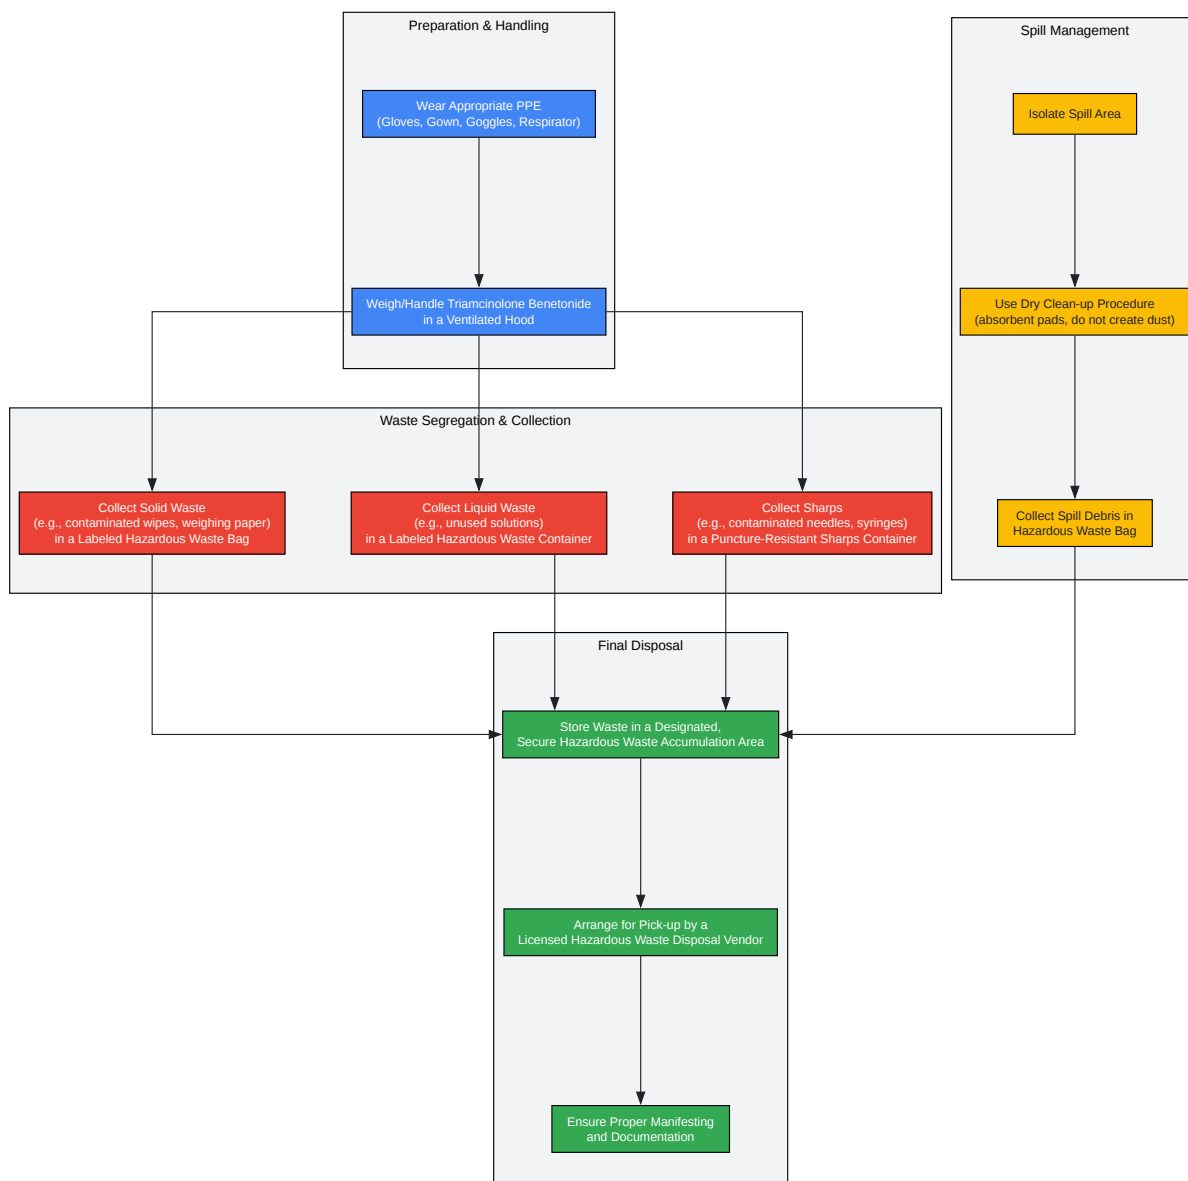 Preparation & Handling
Wear Appropriate PPE
(Gloves, Gown, Goggles, Respirator)
Weigh/Handle Triamcinolone Benetonide
in a Ventilated Hood
Spill Management
Isolate Spill Area
Use Dry Clean-up Procedure
(absorbent pads, do not create dust)
Collect Spill Debris in
Hazardous Waste Bag
Waste Segregation & Collection
Collect Solid Waste
(e.g., contaminated wipes, weighing paper)
in a Labeled Hazardous Waste Bag
Collect Liquid Waste
(e.g., unused solutions)
in a Labeled Hazardous Waste Container
Collect Sharps
(e.g., contaminated needles, syringes)
in a Puncture-Resistant Sharps Container
Final Disposal
Store Waste in a Designated,
Secure Hazardous Waste Accumulation Area
Arrange for Pick-up by a
Licensed Hazardous Waste Disposal Vendor
Ensure Proper Manifesting
and Documentation